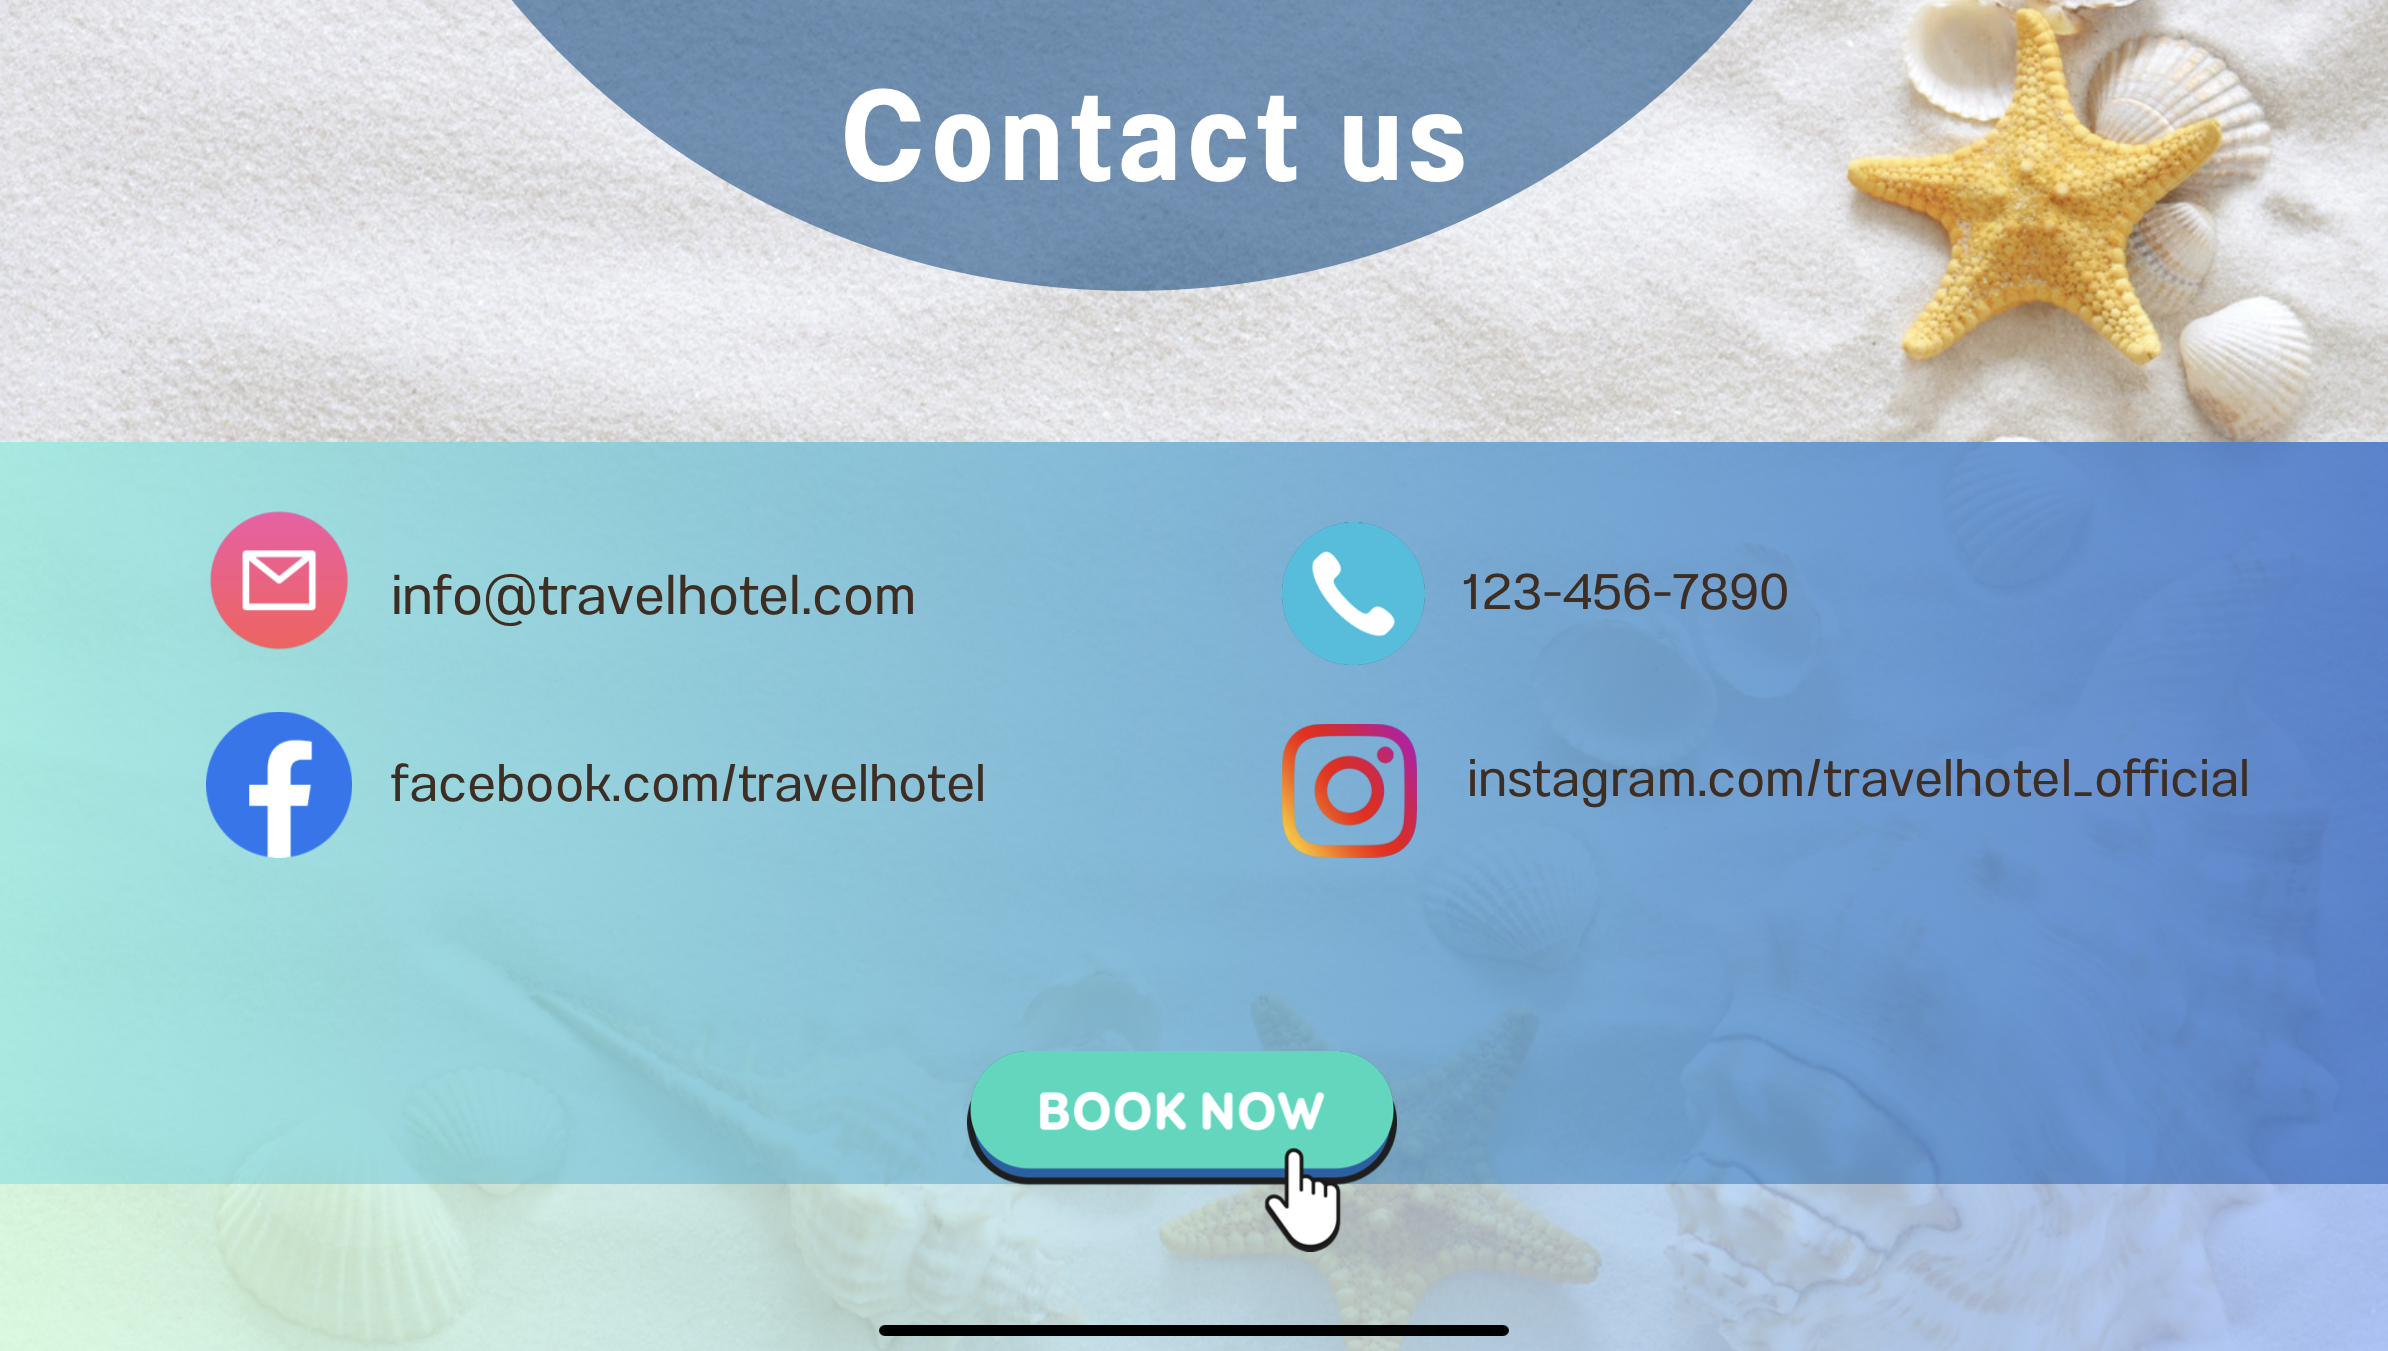 Contact us
info@travelhotel.com
123-456-7890
facebook.com/travelhotel
instagram.com/travelhotel_official
BOOK NOW